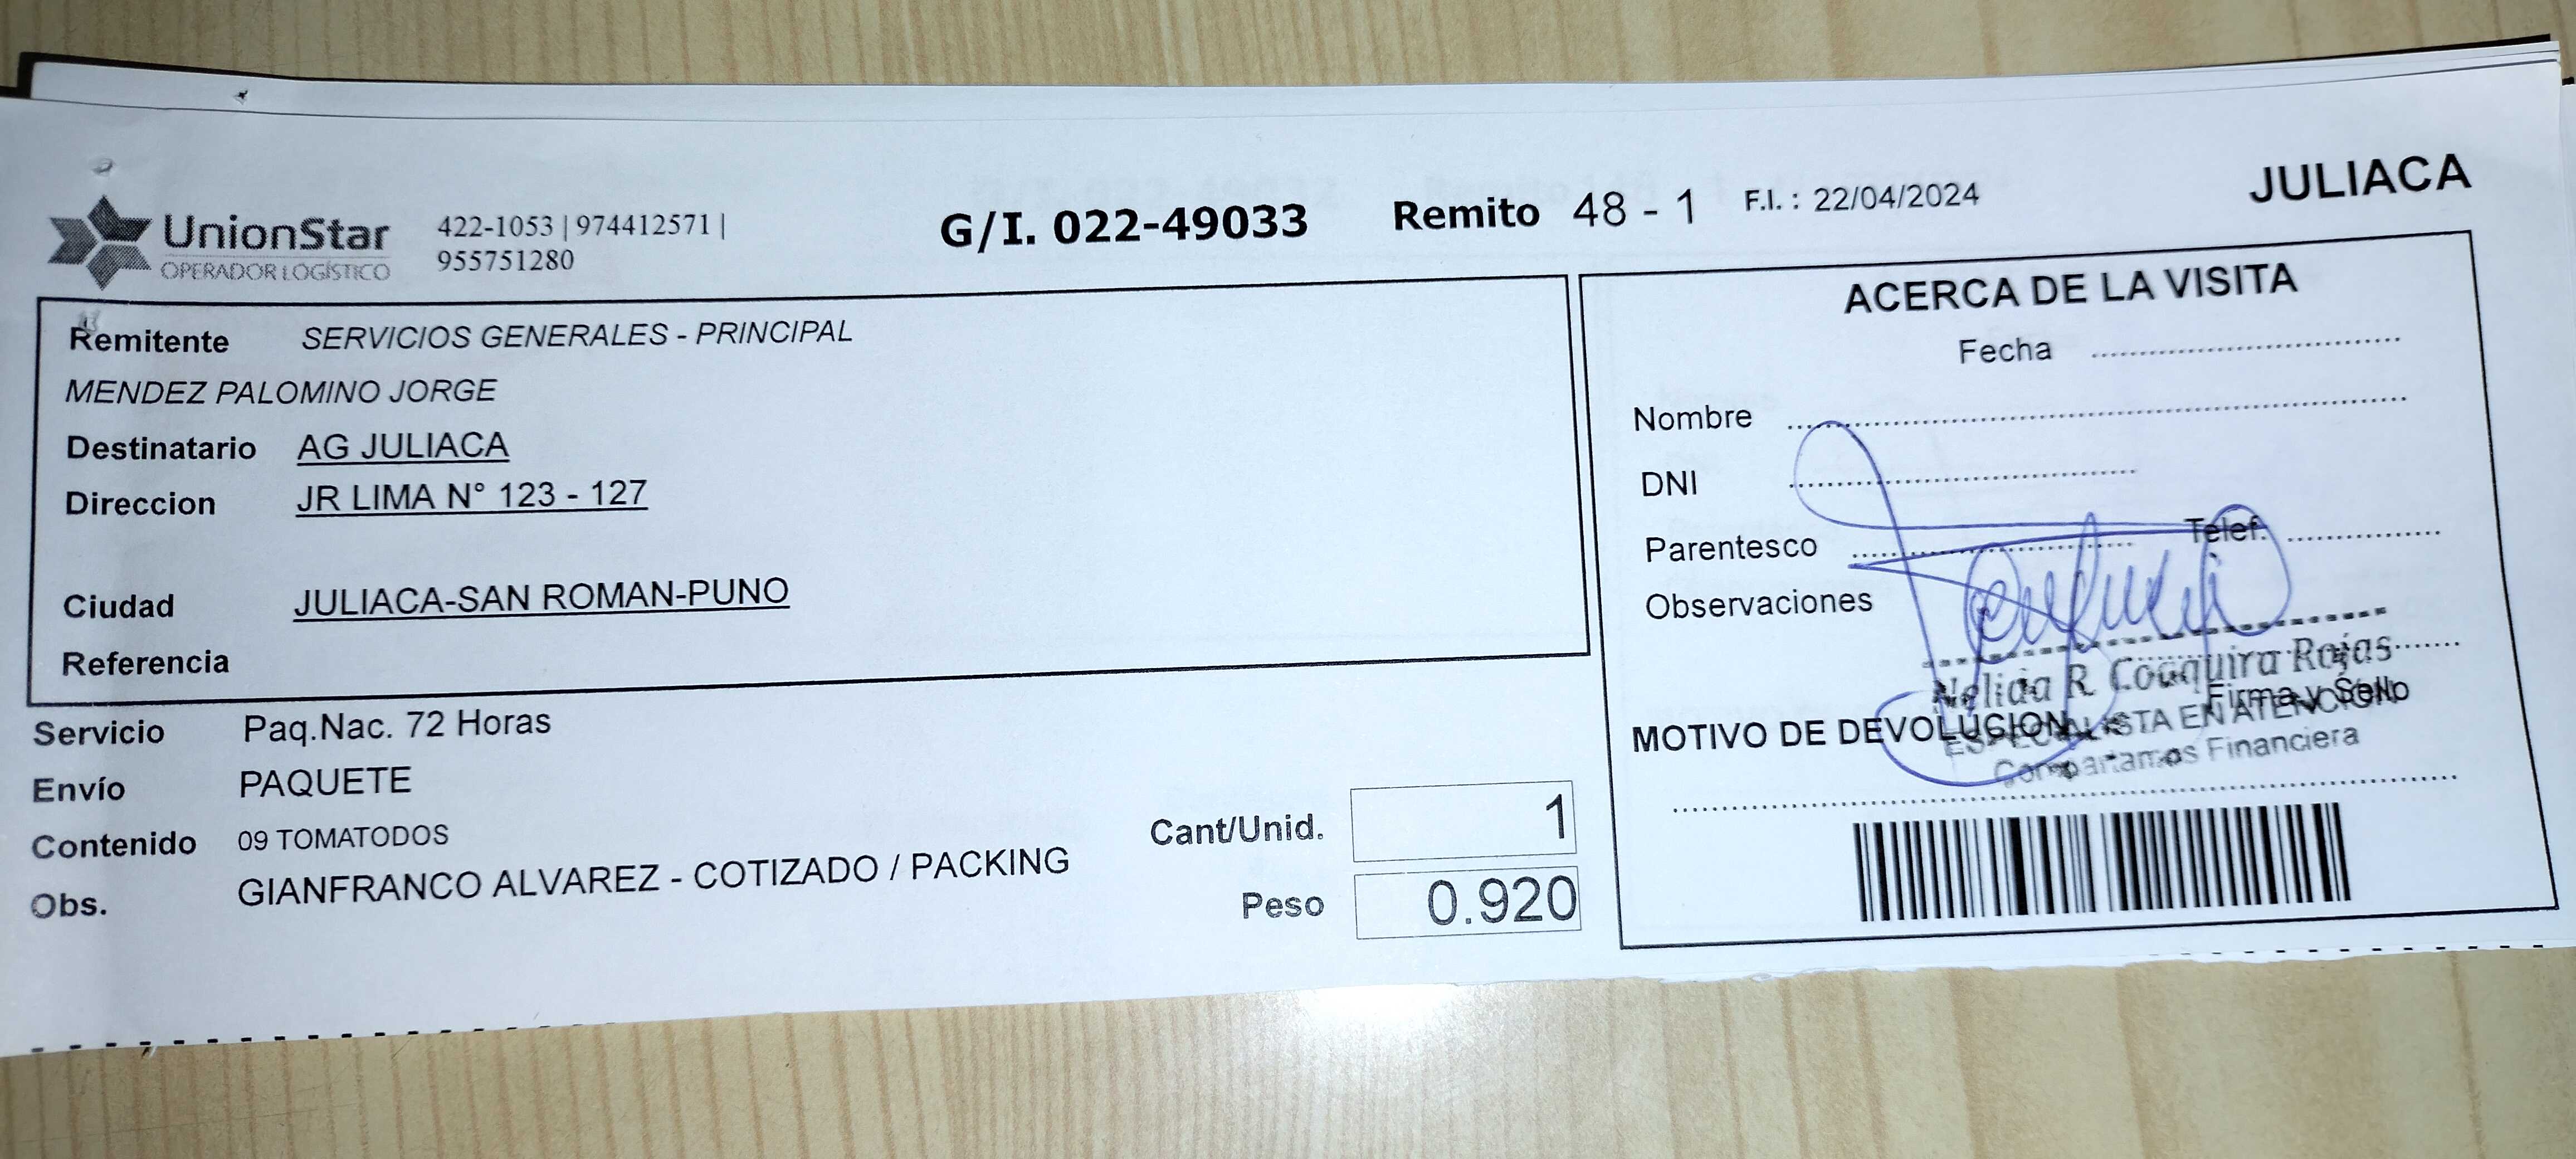 UnionStar
OPERADOR LOGÍSTICO
422-1053 | 974412571 |
955751280
G/I. 022-49033
Remito 48 - 1
F.I. : 22/04/2024
JULIACA
Remitente SERVICIOS GENERALES - PRINCIPAL
MENDEZ PALOMINO JORGE
Destinatario AG JULIACA
Direccion JR LIMA N° 123 - 127
Ciudad JULIACA-SAN ROMAN-PUNO
Referencia
Servicio Paq.Nac. 72 Horas
Envío PAQUETE
Contenido 09 TOMATODOS
Obs. GIANFRANCO ALVAREZ - COTIZADO / PACKING
Cant/Unid. 1
Peso 0.920
ACERCA DE LA VISITA
Fecha
Nombre
DNI
Parentesco Telef.
Observaciones
Nelida R. Rojas
Firma y Sello
MOTIVO DE DEVOLUCION
ESPECIALISTA EN ATENCIÓN
Compartamos Financiera